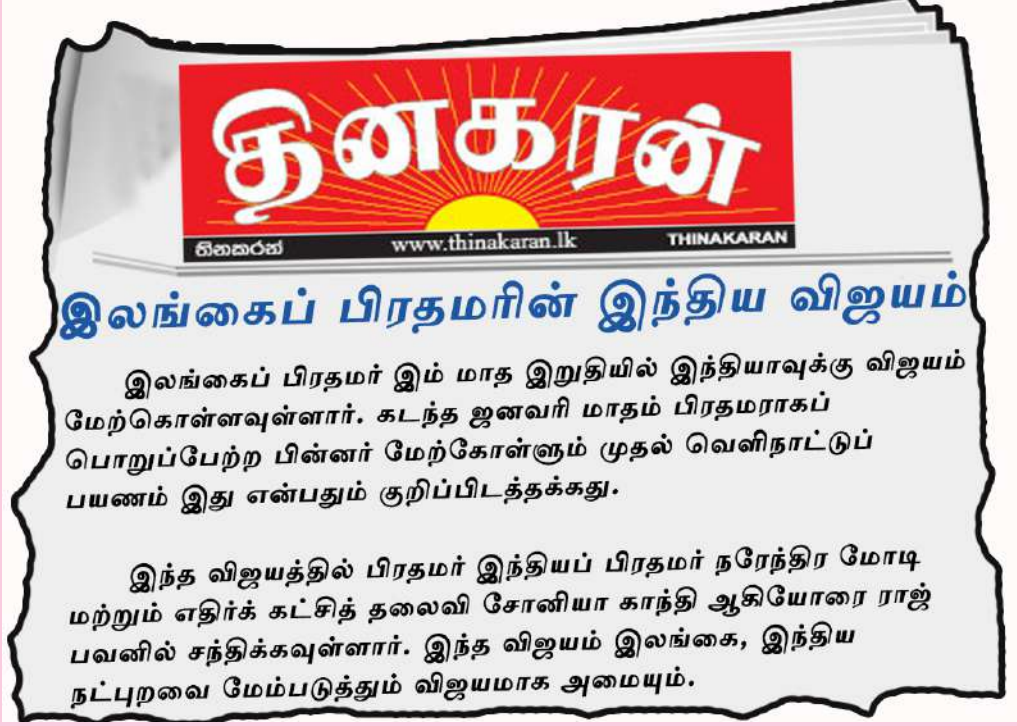 தினகரன்
තිනකරන් www.thinakaran.lk THINAKARAN
இலங்கைப் பிரதமரின் இந்திய விஜயம்
இலங்கைப் பிரதமர் இம் மாத இறுதியில் இந்தியாவுக்கு விஜயம்
மேற்கொள்ளவுள்ளார். கடந்த ஜனவரி மாதம் பிரதமராகப்
பொறுப்பேற்ற பின்னர் மேற்கோள்ளும் முதல் வெளிநாட்டுப்
பயணம் இது என்பதும் குறிப்பிடத்தக்கது.
இந்த விஜயத்தில் பிரதமர் இந்தியப் பிரதமர் நரேந்திர மோடி
மற்றும் எதிர்க் கட்சித் தலைவி சோனியா காந்தி ஆகியோரை ராஜ்
பவனில் சந்திக்கவுள்ளார். இந்த விஜயம் இலங்கை, இந்திய
நட்புறவை மேம்படுத்தும் விஜயமாக அமையும்.